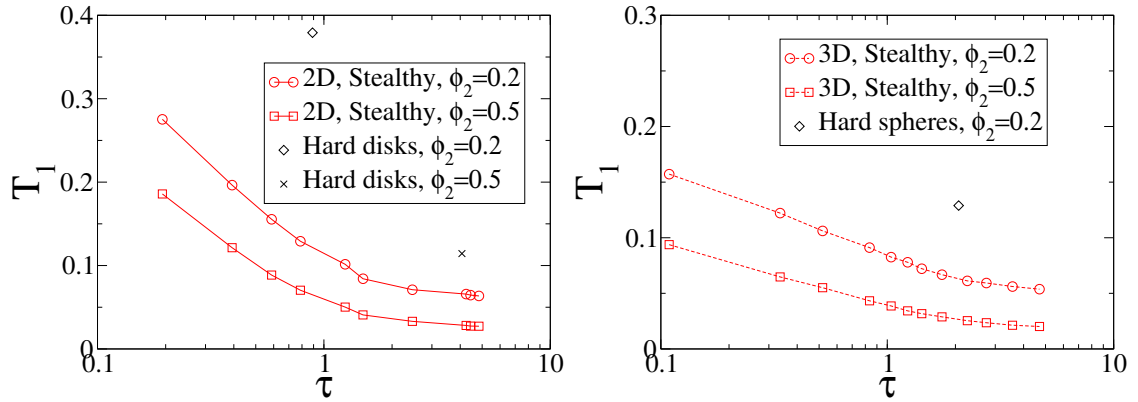 0.4
0.3
0.2
0.1
0
T₁
0.1
1
10
τ
2D, Stealthy, ϕ₂=0.2
2D, Stealthy, ϕ₂=0.5
Hard disks, ϕ₂=0.2
Hard disks, ϕ₂=0.5
0.3
0.2
0.1
0
T₁
0.1
1
10
τ
3D, Stealthy, ϕ₂=0.2
3D, Stealthy, ϕ₂=0.5
Hard spheres, ϕ₂=0.2